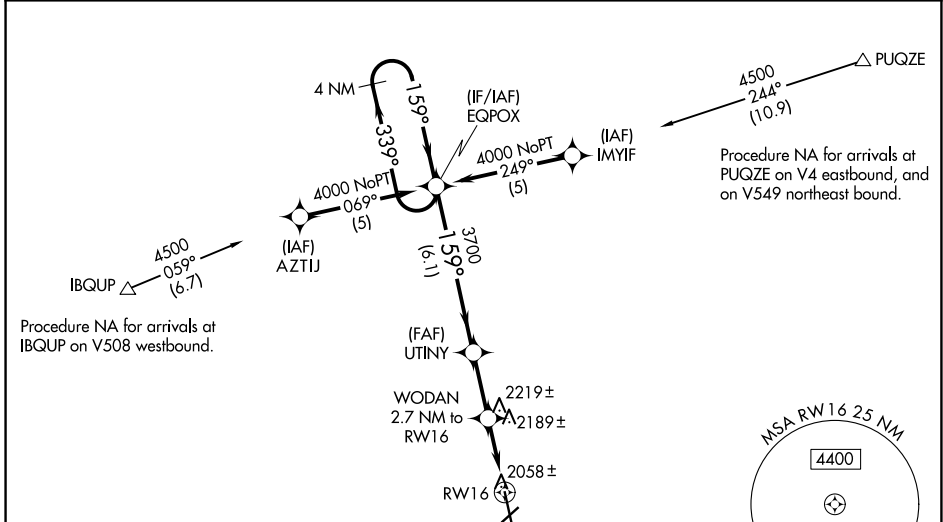 PUQZE
4500
244°
(10.9)
4 NM
159°
339°
(IF/IAF)
EQPOX
(IAF)
IMYIF
4000 NoPT
249°
(5)
Procedure NA for arrivals at
PUQZE on V4 eastbound, and
on V549 northeast bound.
4000 NoPT
069°
(5)
(IAF)
AZTIJ
4500
059°
(6.7)
IBQUP
Procedure NA for arrivals at
IBQUP on V508 westbound.
3700
159°
(6.1)
(FAF)
UTINY
WODAN
2.7 NM to
RW16
2219±
2189±
2058±
RW16
MSA RW16 25 NM
4400